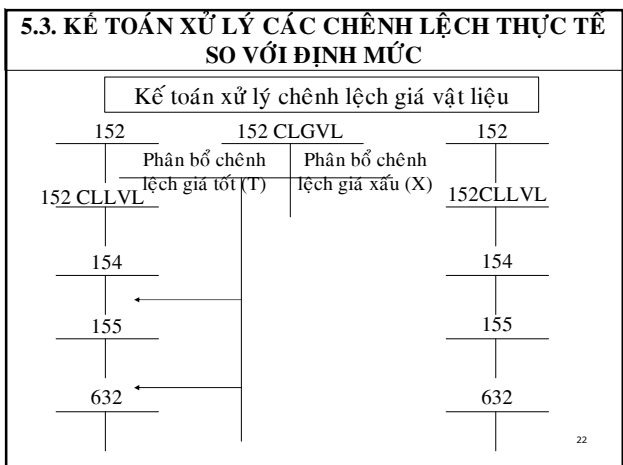 5.3. KẾ TOÁN XỬ LÝ CÁC CHÊNH LỆCH THỰC TẾ
SO VỚI ĐỊNH MỨC
Kế toán xử lý chênh lệch giá vật liệu
152
152 CLGVL
152
Phân bổ chênh
lệch giá tốt (T)
Phân bổ chênh
lệch giá xấu (X)
152 CLLVL
152CLLVL
154
154
155
155
632
632
22